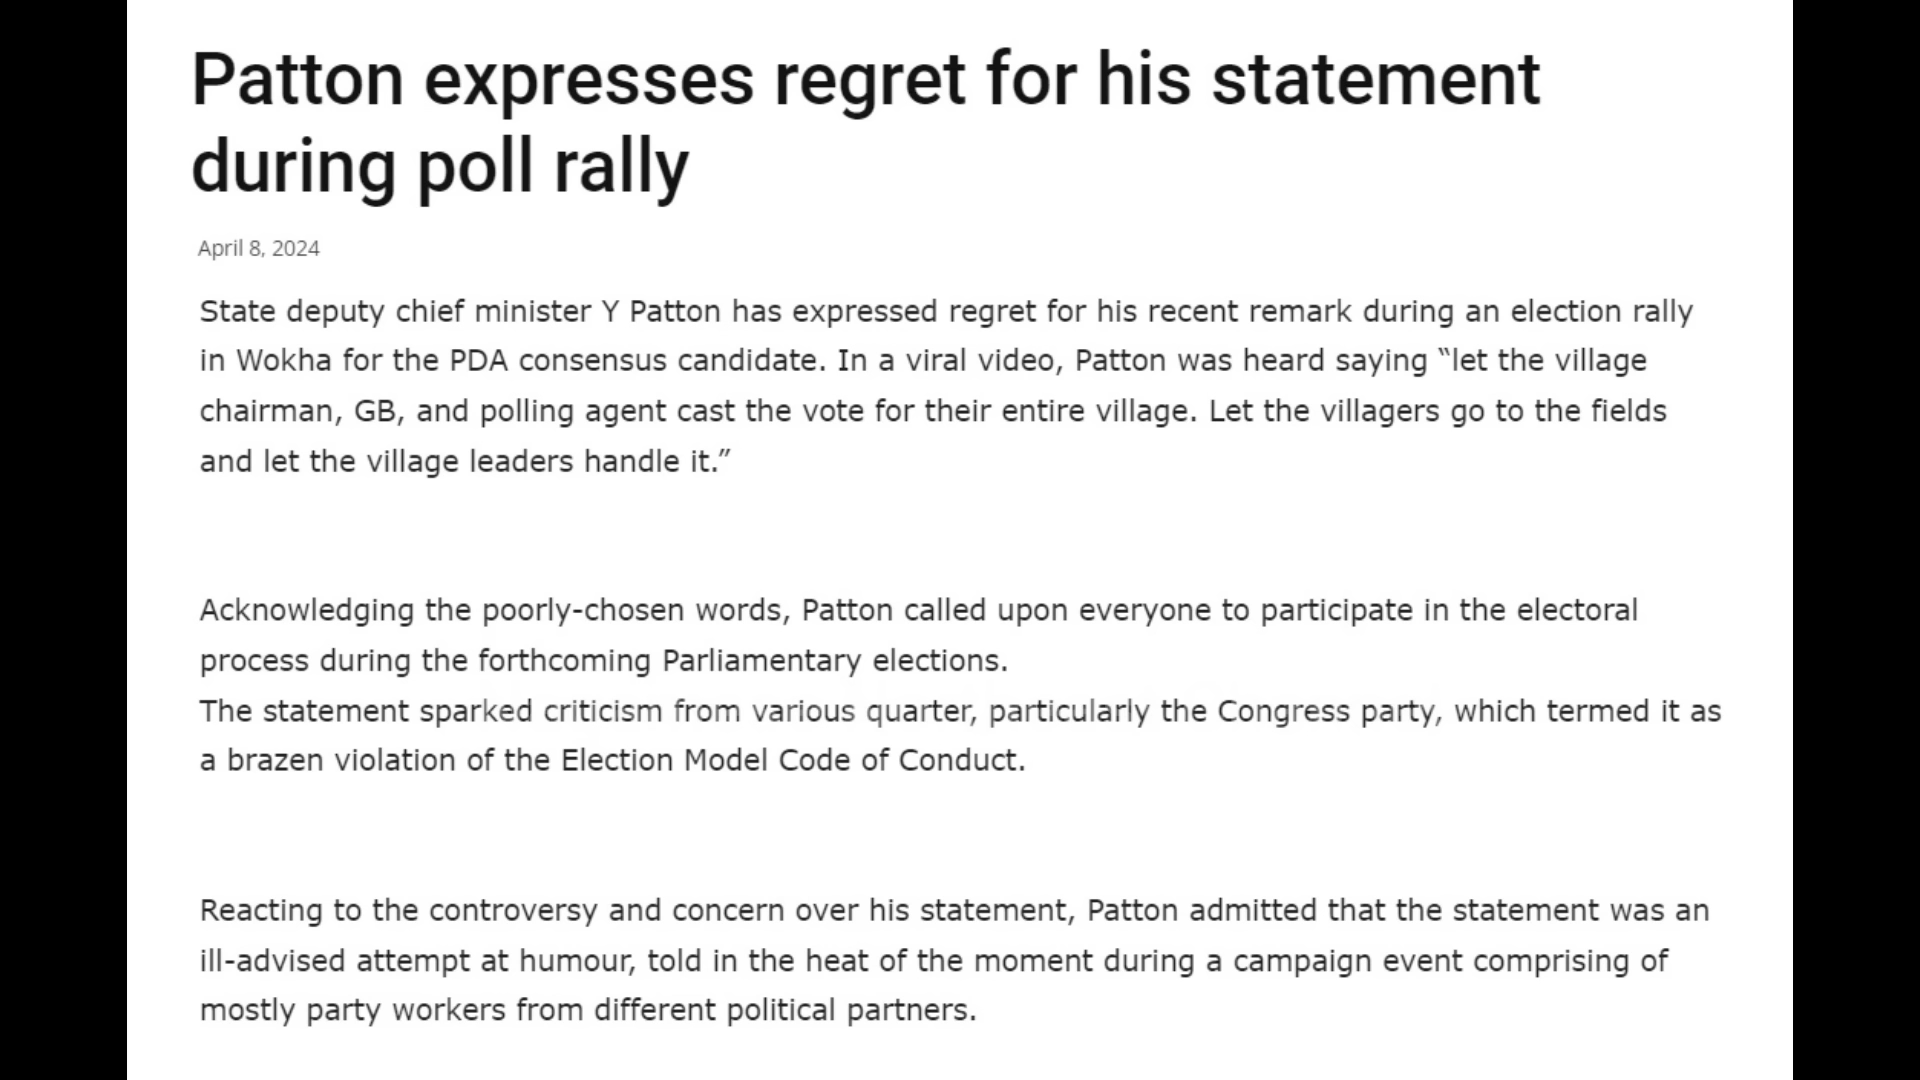 Patton expresses regret for his statement
during poll rally
April 8, 2024
State deputy chief minister Y Patton has expressed regret for his recent remark during an election rally
in Wokha for the PDA consensus candidate. In a viral video, Patton was heard saying “let the village
chairman, GB, and polling agent cast the vote for their entire village. Let the villagers go to the fields
and let the village leaders handle it.”
Acknowledging the poorly-chosen words, Patton called upon everyone to participate in the electoral
process during the forthcoming Parliamentary elections.
The statement sparked criticism from various quarter, particularly the Congress party, which termed it as
a brazen violation of the Election Model Code of Conduct.
Reacting to the controversy and concern over his statement, Patton admitted that the statement was an
ill-advised attempt at humour, told in the heat of the moment during a campaign event comprising of
mostly party workers from different political partners.